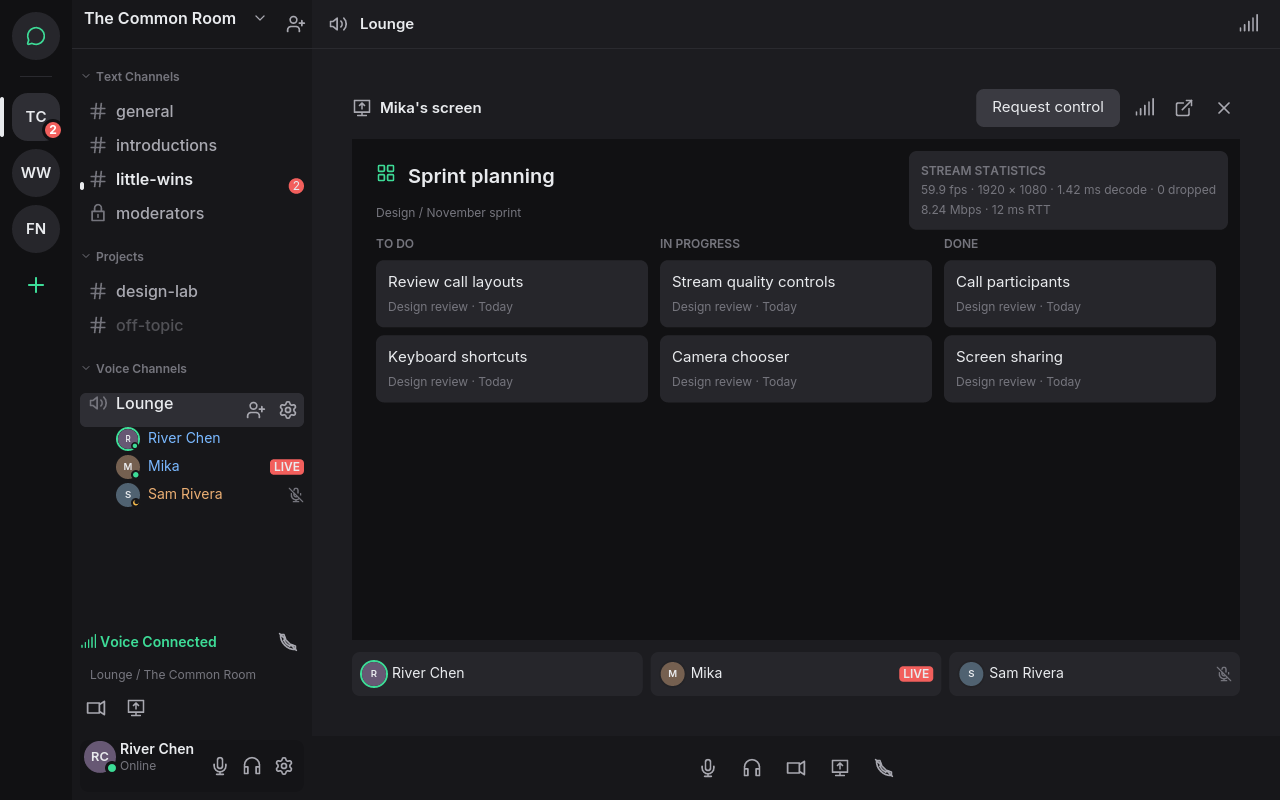 TC
2
WW
FN
The Common Room
Text Channels
general
introductions
little-wins
2
moderators
Projects
design-lab
off-topic
Voice Channels
Lounge
R
River Chen
M
Mika
LIVE
S
Sam Rivera
Voice Connected
Lounge / The Common Room
RC
River Chen
Online
Lounge
Mika's screen
Request control
Sprint planning
Design / November sprint
STREAM STATISTICS
59.9 fps · 1920 × 1080 · 1.42 ms decode · 0 dropped
8.24 Mbps · 12 ms RTT
TO DO
Review call layouts
Design review · Today
Keyboard shortcuts
Design review · Today
IN PROGRESS
Stream quality controls
Design review · Today
Camera chooser
Design review · Today
DONE
Call participants
Design review · Today
Screen sharing
Design review · Today
R
River Chen
M
Mika
LIVE
S
Sam Rivera